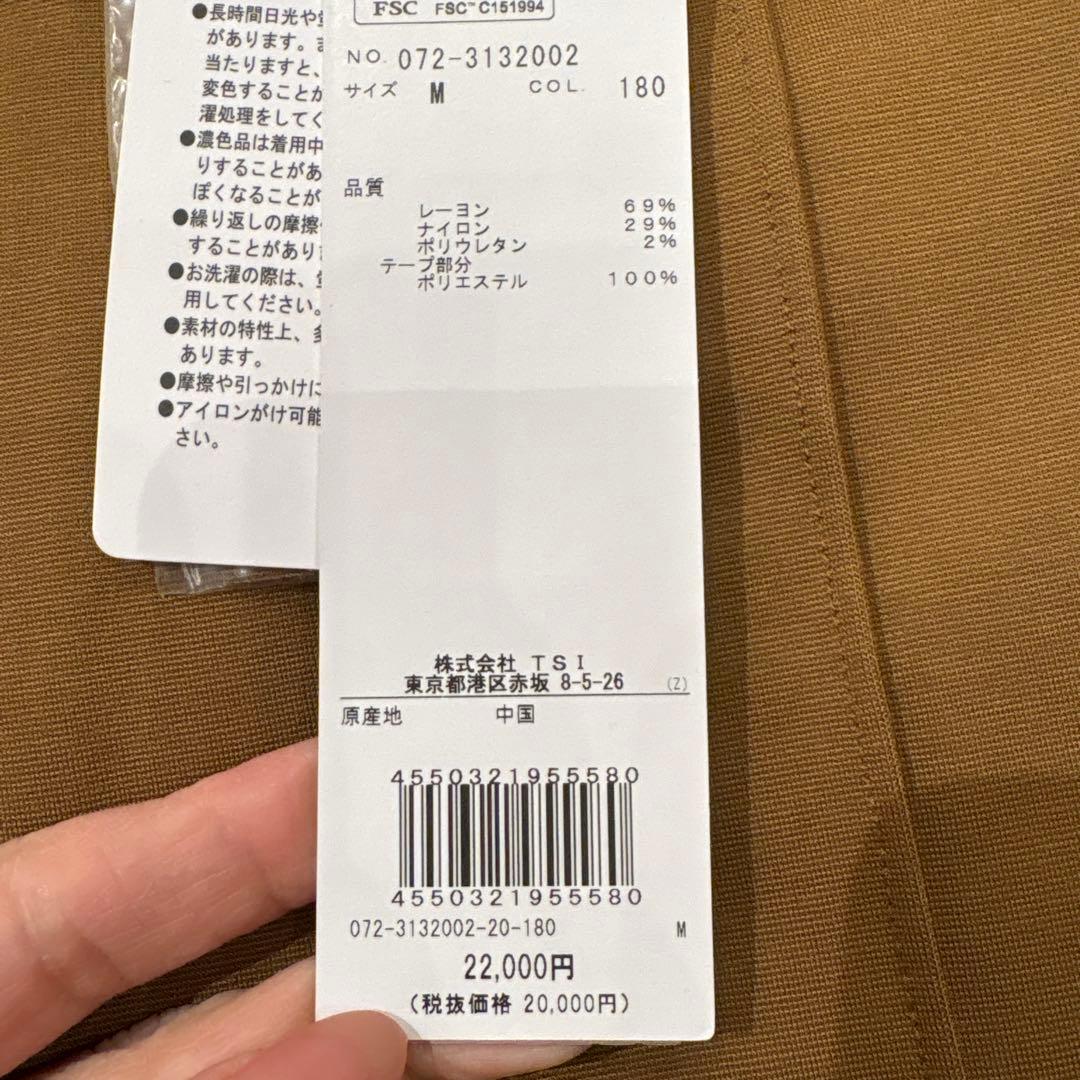 ●長時間日光や
があります。
当たりますと、
変色することが
濯処理をしてく
●濃色品は着用中
りすることがあ
ぽくなることが
●繰り返しの摩擦
することがあり
●お洗濯の際は、
用してください。
●素材の特性上、
あります。
●摩擦や引っかけに
●アイロンがけ可能
さい。
FSC FSC™ C151994
NO. 072-3132002
サイズ M COL. 180
品質
レーヨン 69%
ナイロン 29%
ポリウレタン 2%
テープ部分
ポリエステル 100%
株式会社 TSI
東京都港区赤坂 8-5-26 (Z)
原産地 中国
4550321955580
4550321955580
072-3132002-20-180 M
22,000円
(税抜価格 20,000円)